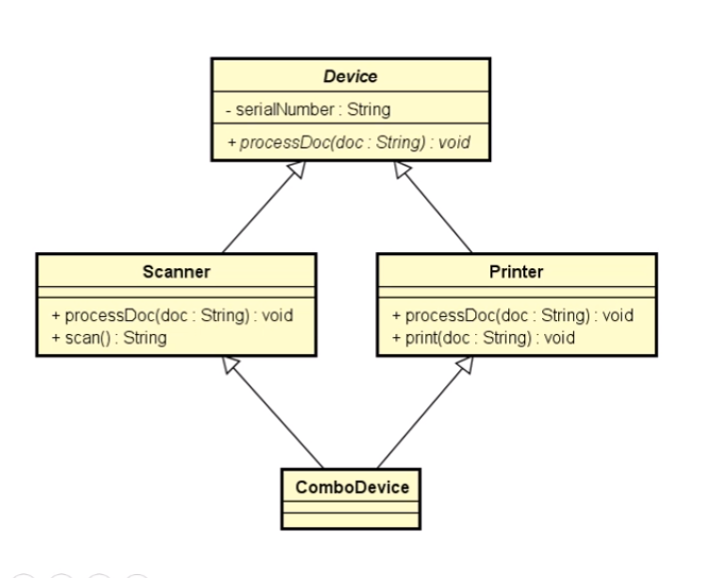 Device
- serialNumber : String
+ processDoc(doc : String) : void
Scanner
+ processDoc(doc : String) : void
+ scan() : String
Printer
+ processDoc(doc : String) : void
+ print(doc : String) : void
ComboDevice